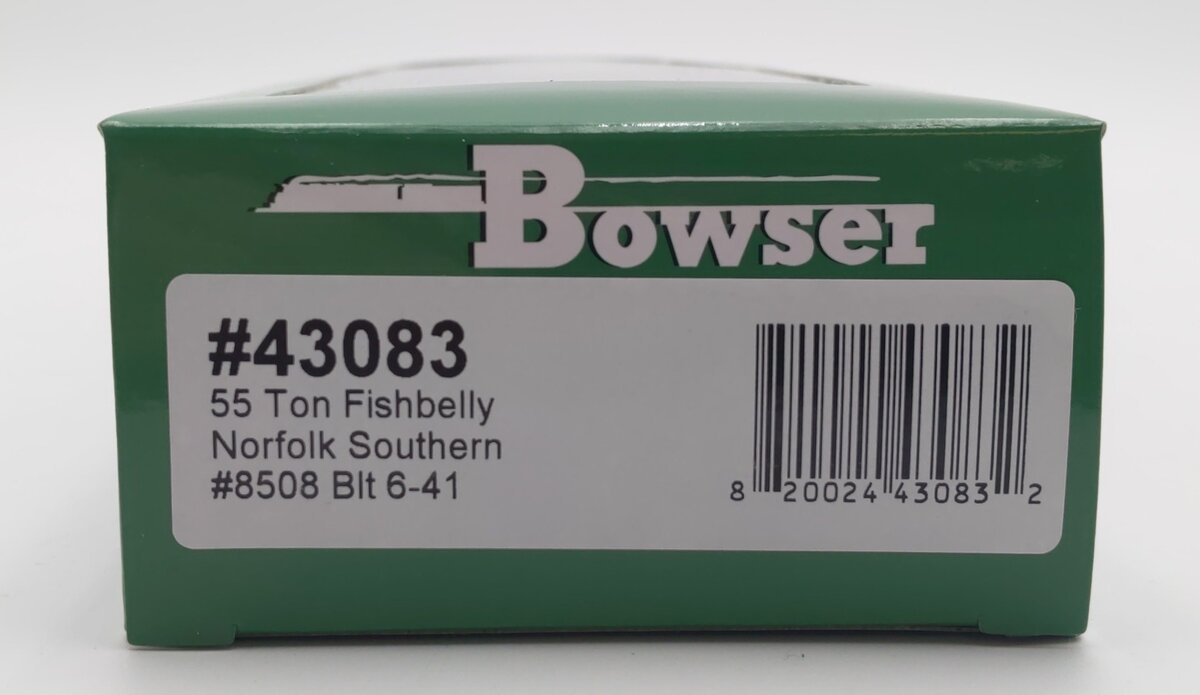 Bowser
#43083
55 Ton Fishbelly
Norfolk Southern
#8508 Blt 6-41
8 20024 43083 2